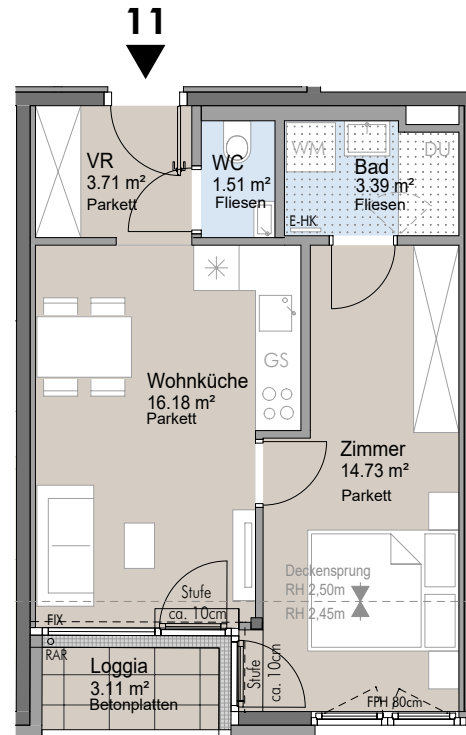 11
VR
3.71 m²
Parkett
WC
1.51 m²
Fliesen
WM
DU
Bad
3.39 m²
Fliesen
E-HK
GS
Wohnküche
16.18 m²
Parkett
Zimmer
14.73 m²
Parkett
Deckensprung
RH 2,50m
RH 2,45m
Stufe
ca. 10cm
FIX
RAR
Loggia
3.11 m²
Betonplatten
Stufe
ca. 10cm
FPH 80cm